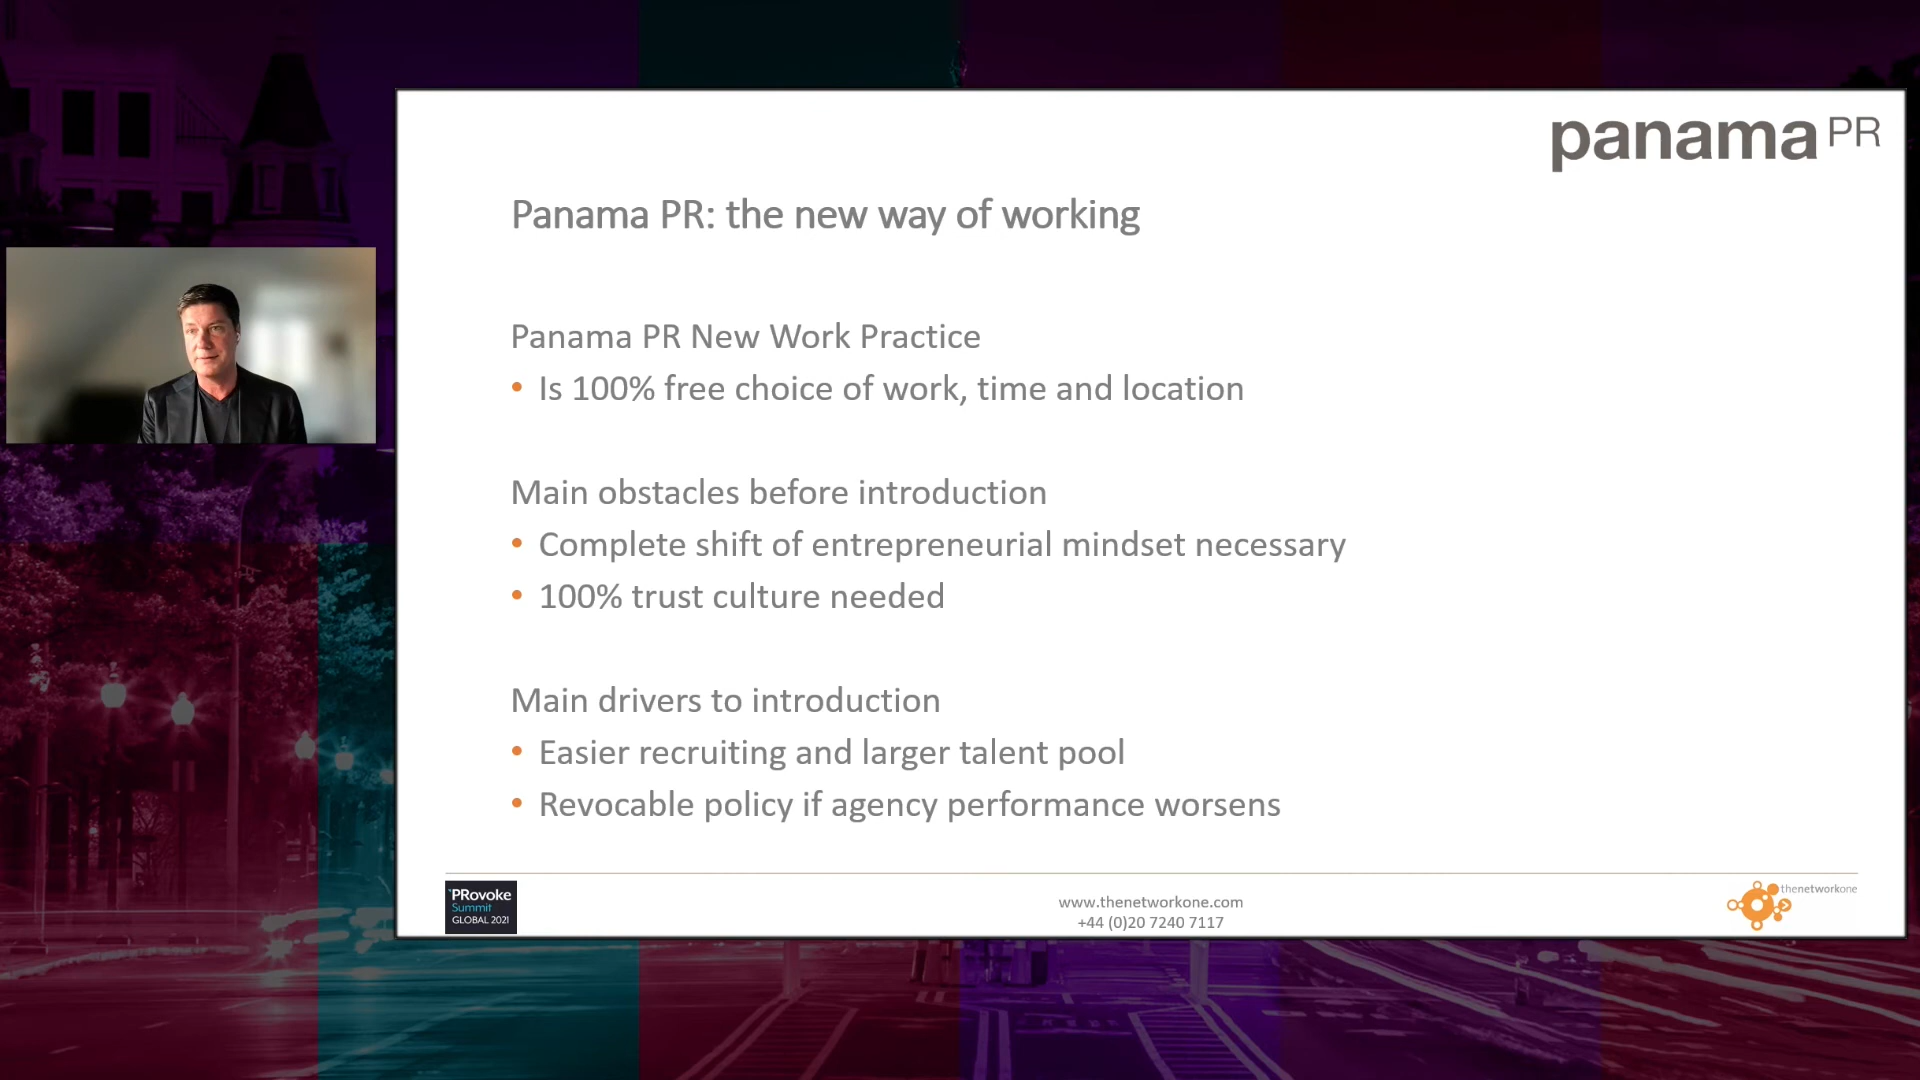 panama PR
Panama PR: the new way of working
Panama PR New Work Practice
• Is 100% free choice of work, time and location
Main obstacles before introduction
• Complete shift of entrepreneurial mindset necessary
• 100% trust culture needed
Main drivers to introduction
• Easier recruiting and larger talent pool
• Revocable policy if agency performance worsens
PRovoke
Summit
GLOBAL 2021
www.thenetworkone.com
+44 (0)20 7240 7117
thenetworkone